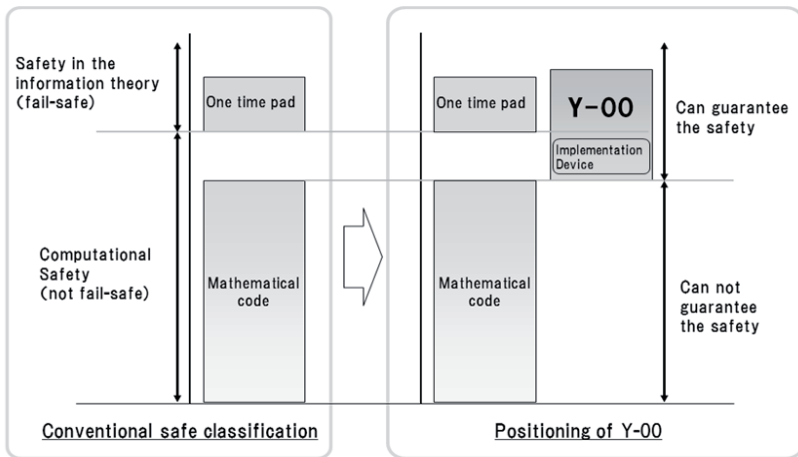 Safety in the
information theory
(fail-safe)
One time pad
Computational
Safety
(not fail-safe)
Mathematical
code
Conventional safe classification
One time pad
Y-00
Implementation
Device
Can guarantee
the safety
Mathematical
code
Can not
guarantee
the safety
Positioning of Y-00